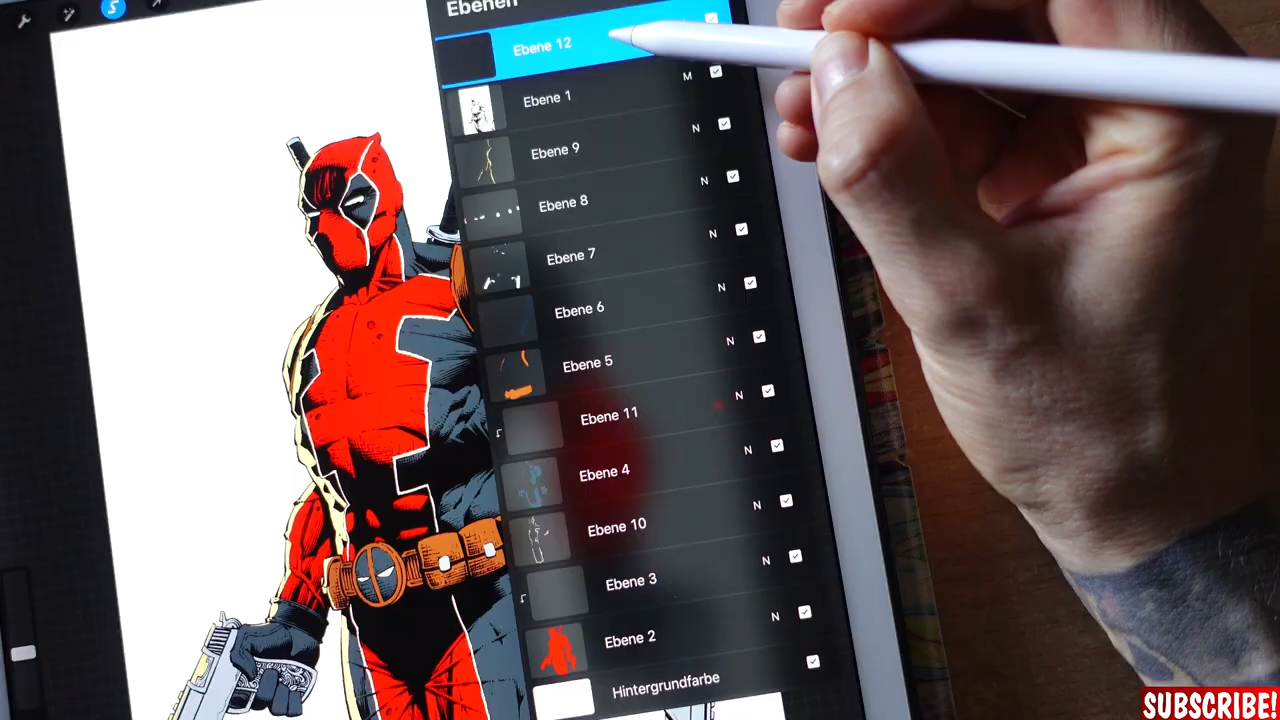 Ebenen
Ebene 12
M
Ebene 1
N
Ebene 9
N
Ebene 8
N
Ebene 7
N
Ebene 6
N
Ebene 5
N
Ebene 11
N
Ebene 4
N
Ebene 10
N
Ebene 3
N
Ebene 2
Hintergrundfarbe
SUBSCRIBE!